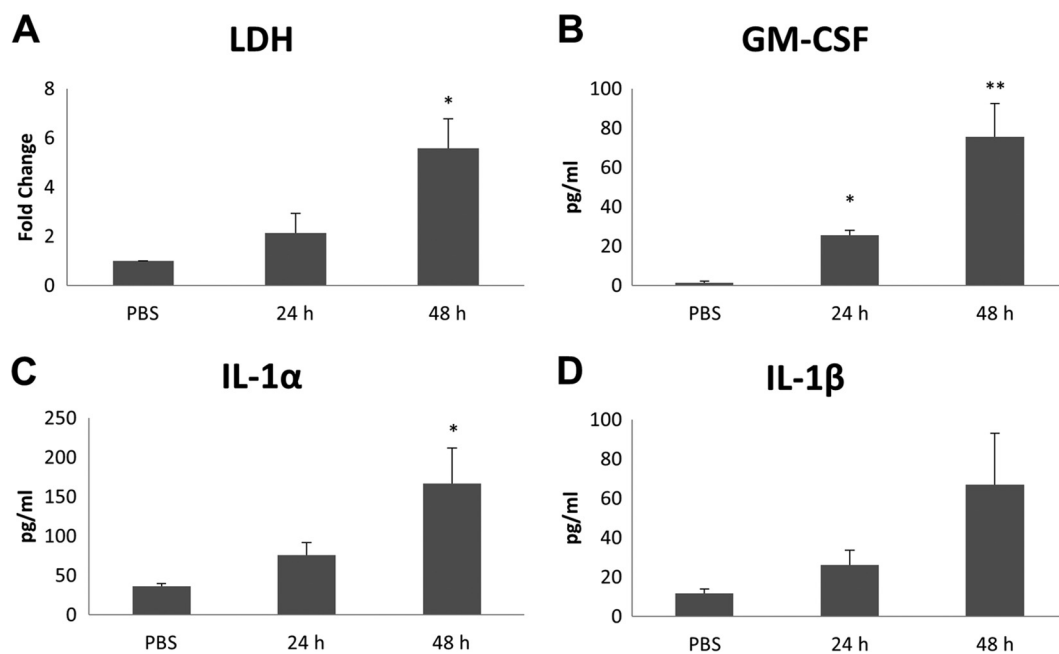 A
LDH
Fold Change
8
6
4
2
0
*
PBS
24 h
48 h
B
GM-CSF
pg/ml
100
80
60
40
20
0
*
**
PBS
24 h
48 h
C
IL-1α
pg/ml
250
200
150
100
50
0
*
PBS
24 h
48 h
D
IL-1β
pg/ml
100
80
60
40
20
0
PBS
24 h
48 h